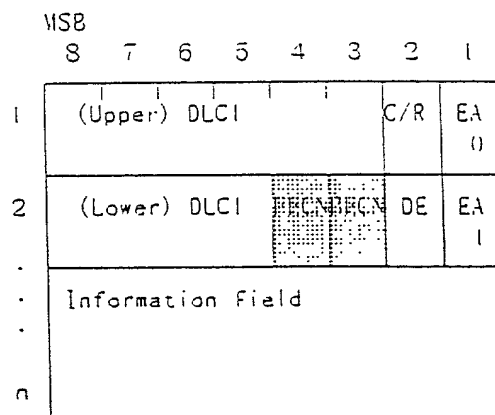 MSB
8 7 6 5 4 3 2 1
1 (Upper) DLCI C/R EA 0
2 (Lower) DLCI FECN BECN DE EA 1
Information Field
n